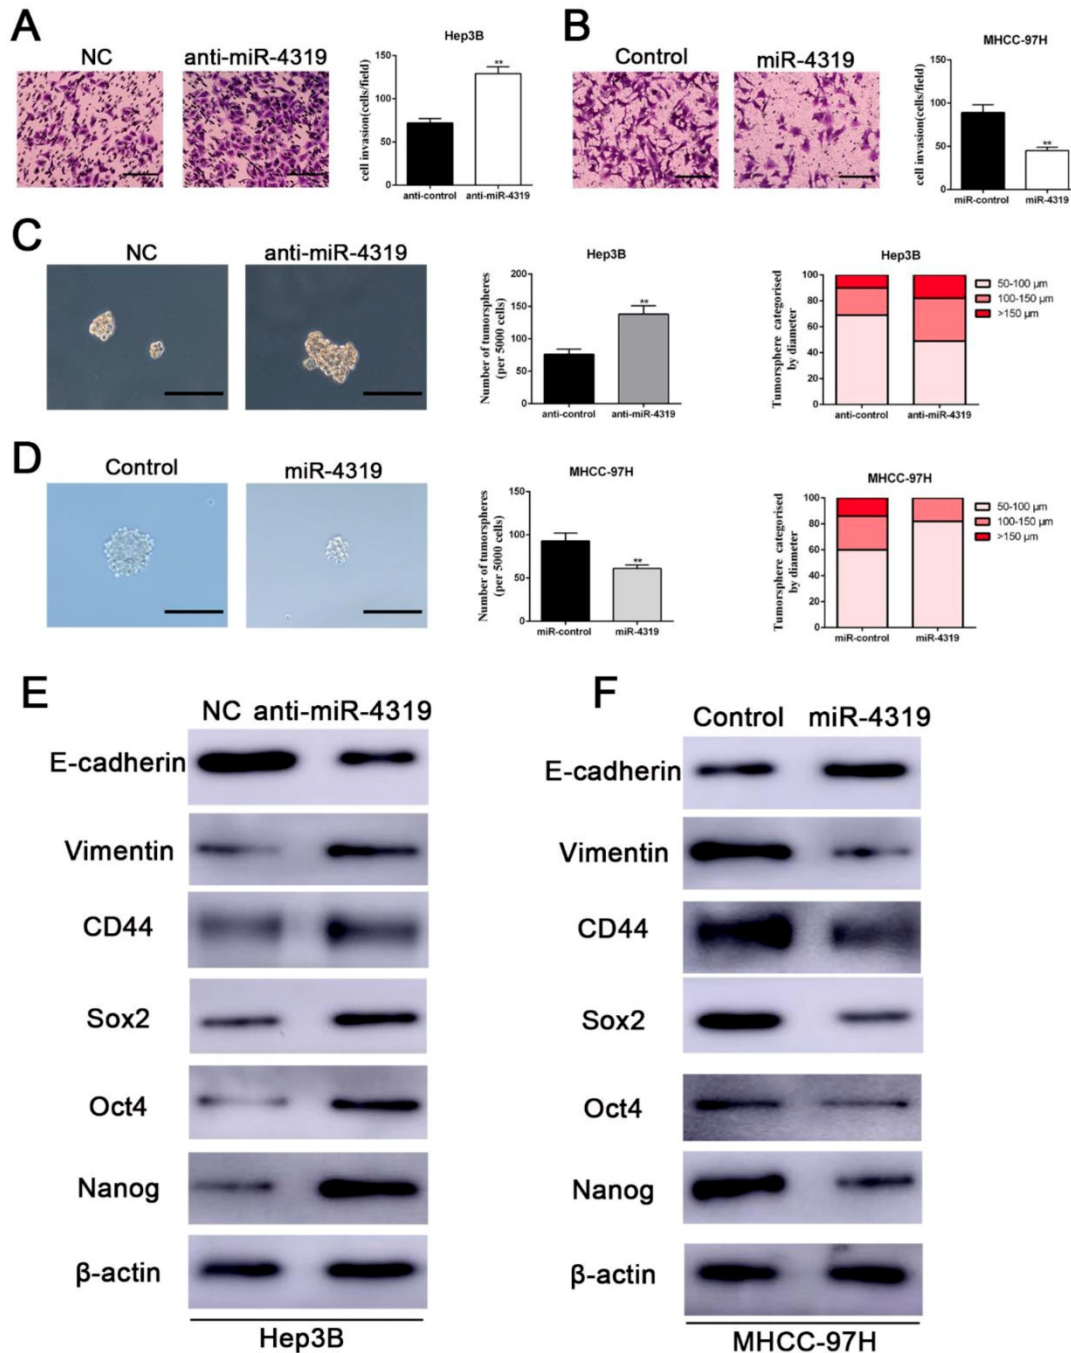 A
NC
anti-miR-4319
Hep3B
cell invasion(cells/field)
150
100
50
0
**
anti-control
anti-miR-4319
B
Control
miR-4319
MHCC-97H
cell invasion(cells/field)
150
100
50
0
**
miR-control
miR-4319
C
NC
anti-miR-4319
Hep3B
Number of tumorspheres
(per 5000 cells)
200
150
100
50
0
**
anti-control
anti-miR-4319
Hep3B
Tumorsphere categorised
by diameter
100
80
60
40
20
0
anti-control
anti-miR-4319
50-100 μm
100-150 μm
>150 μm
D
Control
miR-4319
MHCC-97H
Number of tumorspheres
(per 5000 cells)
150
100
50
0
**
miR-control
miR-4319
MHCC-97H
Tumorsphere categorised
by diameter
100
80
60
40
20
0
miR-control
miR-4319
50-100 μm
100-150 μm
>150 μm
E
NC anti-miR-4319
E-cadherin
Vimentin
CD44
Sox2
Oct4
Nanog
β-actin
Hep3B
F
Control miR-4319
E-cadherin
Vimentin
CD44
Sox2
Oct4
Nanog
β-actin
MHCC-97H